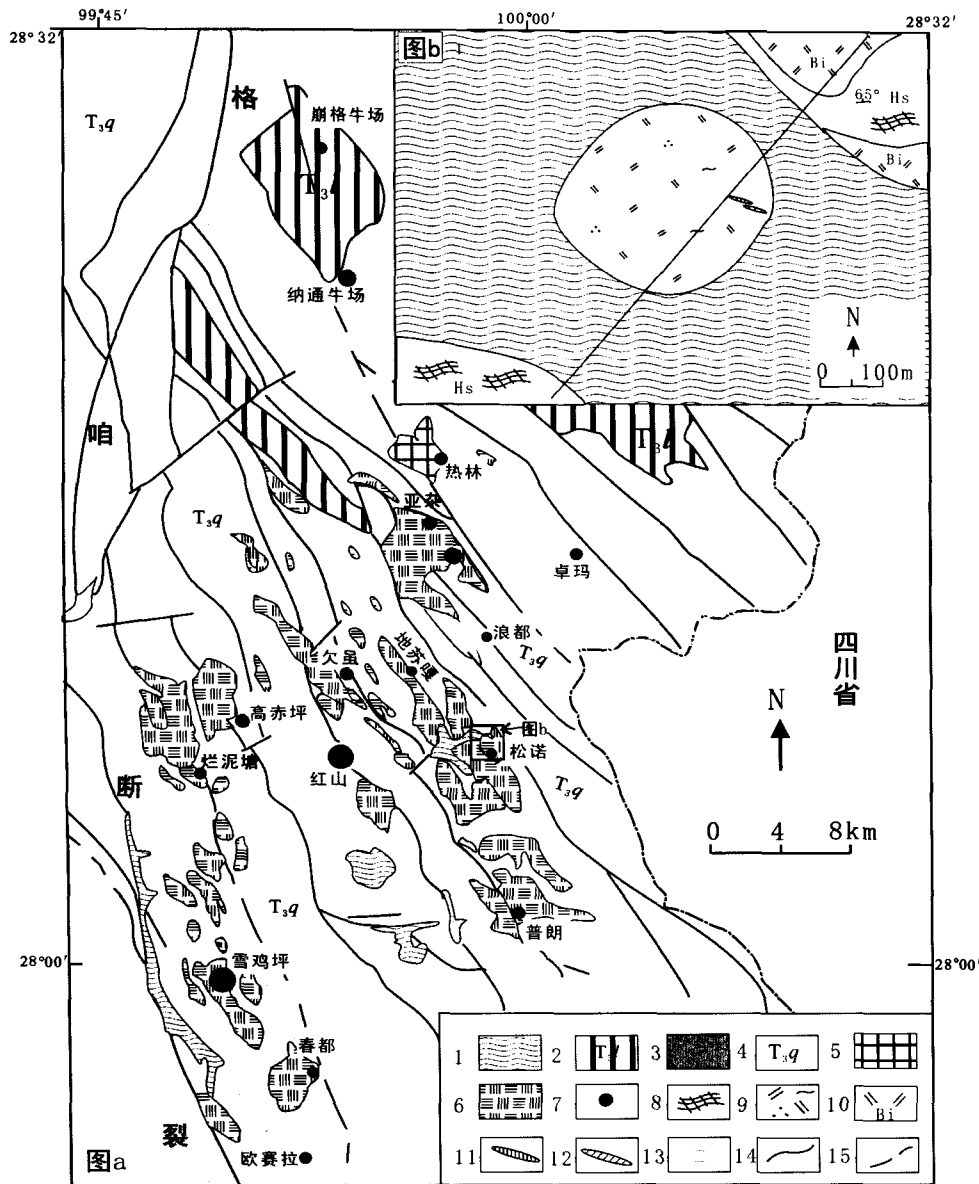 99°45′ 100°00′ 28°32′
28°32′
图b
Bi
65° Hs
Bi
Hs
N
0 100m
格
T₃q
崩格牛场
T₃l
纳通牛场
咱
T₃l
热林
亚杂
T₃q
卓玛
浪都
T₃q
地苏嘎
欠虽
四川省
高赤坪
图b
松诺
烂泥塘
红山
断
T₃q
N
0 4 8km
T₃q
普朗
28°00′ 28°00′
雪鸡坪
春都
裂
欧赛拉
图a
1 2 T₃l 3 4 T₃q 5
6 7 8 9 10 Bi
11 12 13 14 15